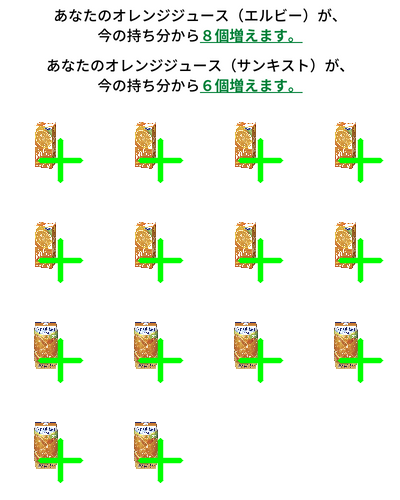 あなたのオレンジジュース（エルビー）が、
今の持ち分から８個増えます。
あなたのオレンジジュース（サンキスト）が、
今の持ち分から６個増えます。